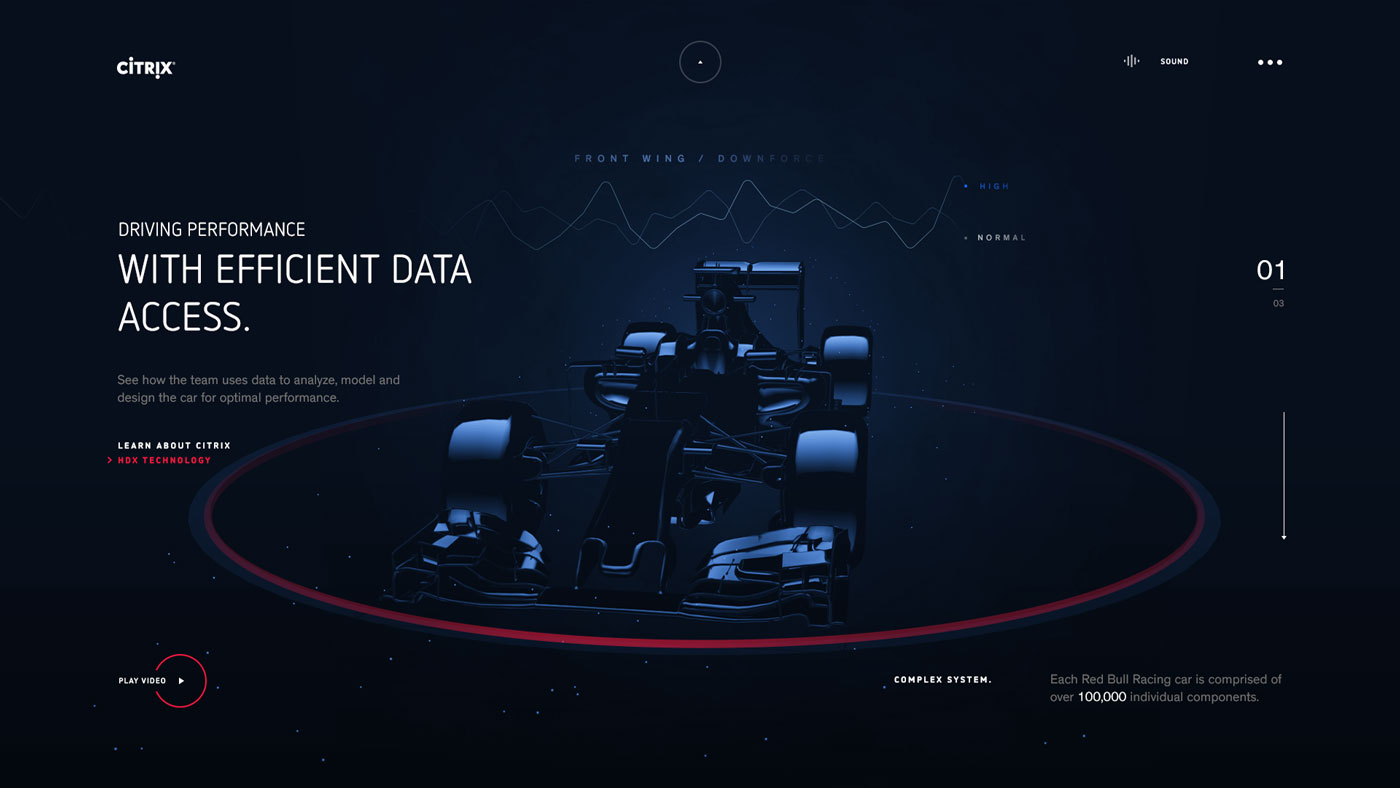 CiTRIX®
SOUND
FRONT WING / DOWNFORCE
HIGH
NORMAL
DRIVING PERFORMANCE
WITH EFFICIENT DATA
ACCESS.
01
03
See how the team uses data to analyze, model and
design the car for optimal performance.
LEARN ABOUT CITRIX
> HDX TECHNOLOGY
PLAY VIDEO
COMPLEX SYSTEM.
Each Red Bull Racing car is comprised of
over 100,000 individual components.